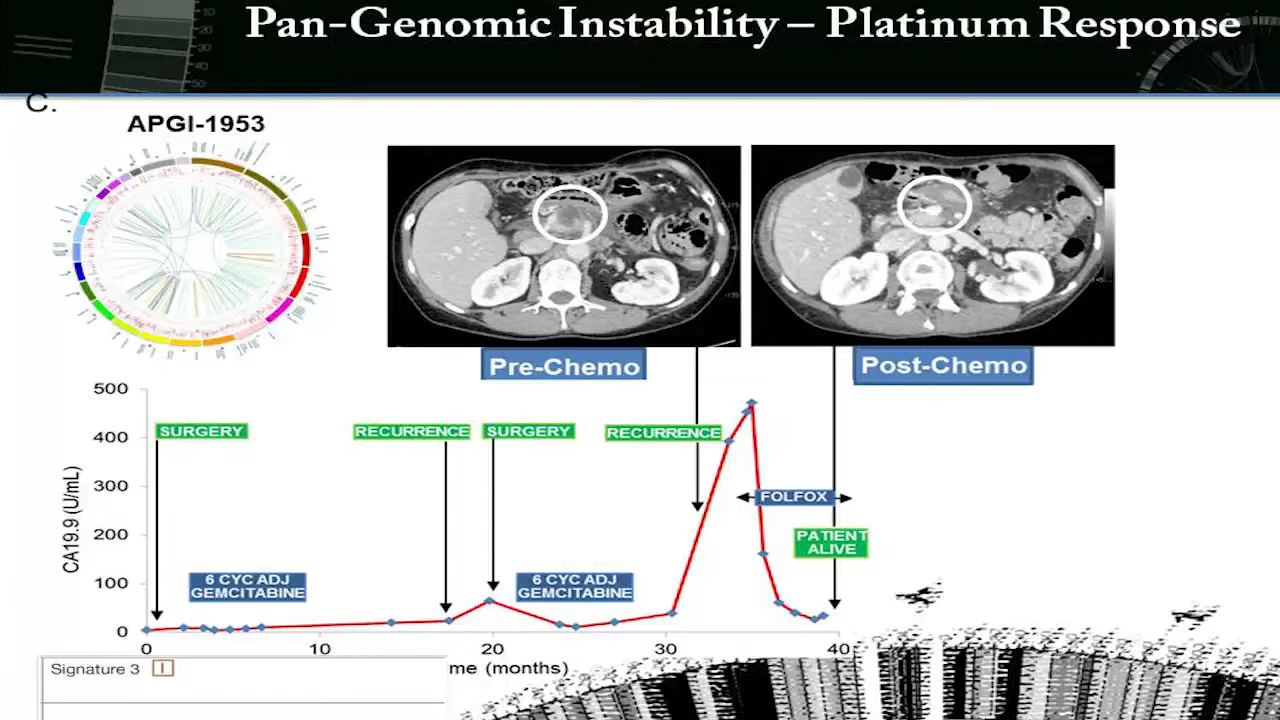 Pan-Genomic Instability – Platinum Response
C.
APGI-1953
Pre-Chemo
Post-Chemo
500
400
300
200
100
0
CA19.9 (U/mL)
SURGERY
RECURRENCE
SURGERY
RECURRENCE
FOLFOX
PATIENT
ALIVE
6 CYC ADJ
GEMCITABINE
6 CYC ADJ
GEMCITABINE
0
10
20
30
40
me (months)
Signature 3